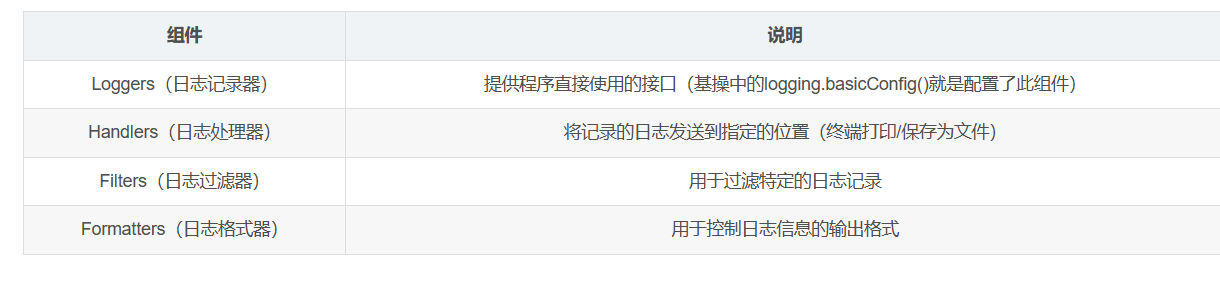 组件 说明
Loggers（日志记录器） 提供程序直接使用的接口（基操中的logging.basicConfig()就是配置了此组件）
Handlers（日志处理器） 将记录的日志发送到指定的位置（终端打印/保存为文件）
Filters（日志过滤器） 用于过滤特定的日志记录
Formatters（日志格式器） 用于控制日志信息的输出格式